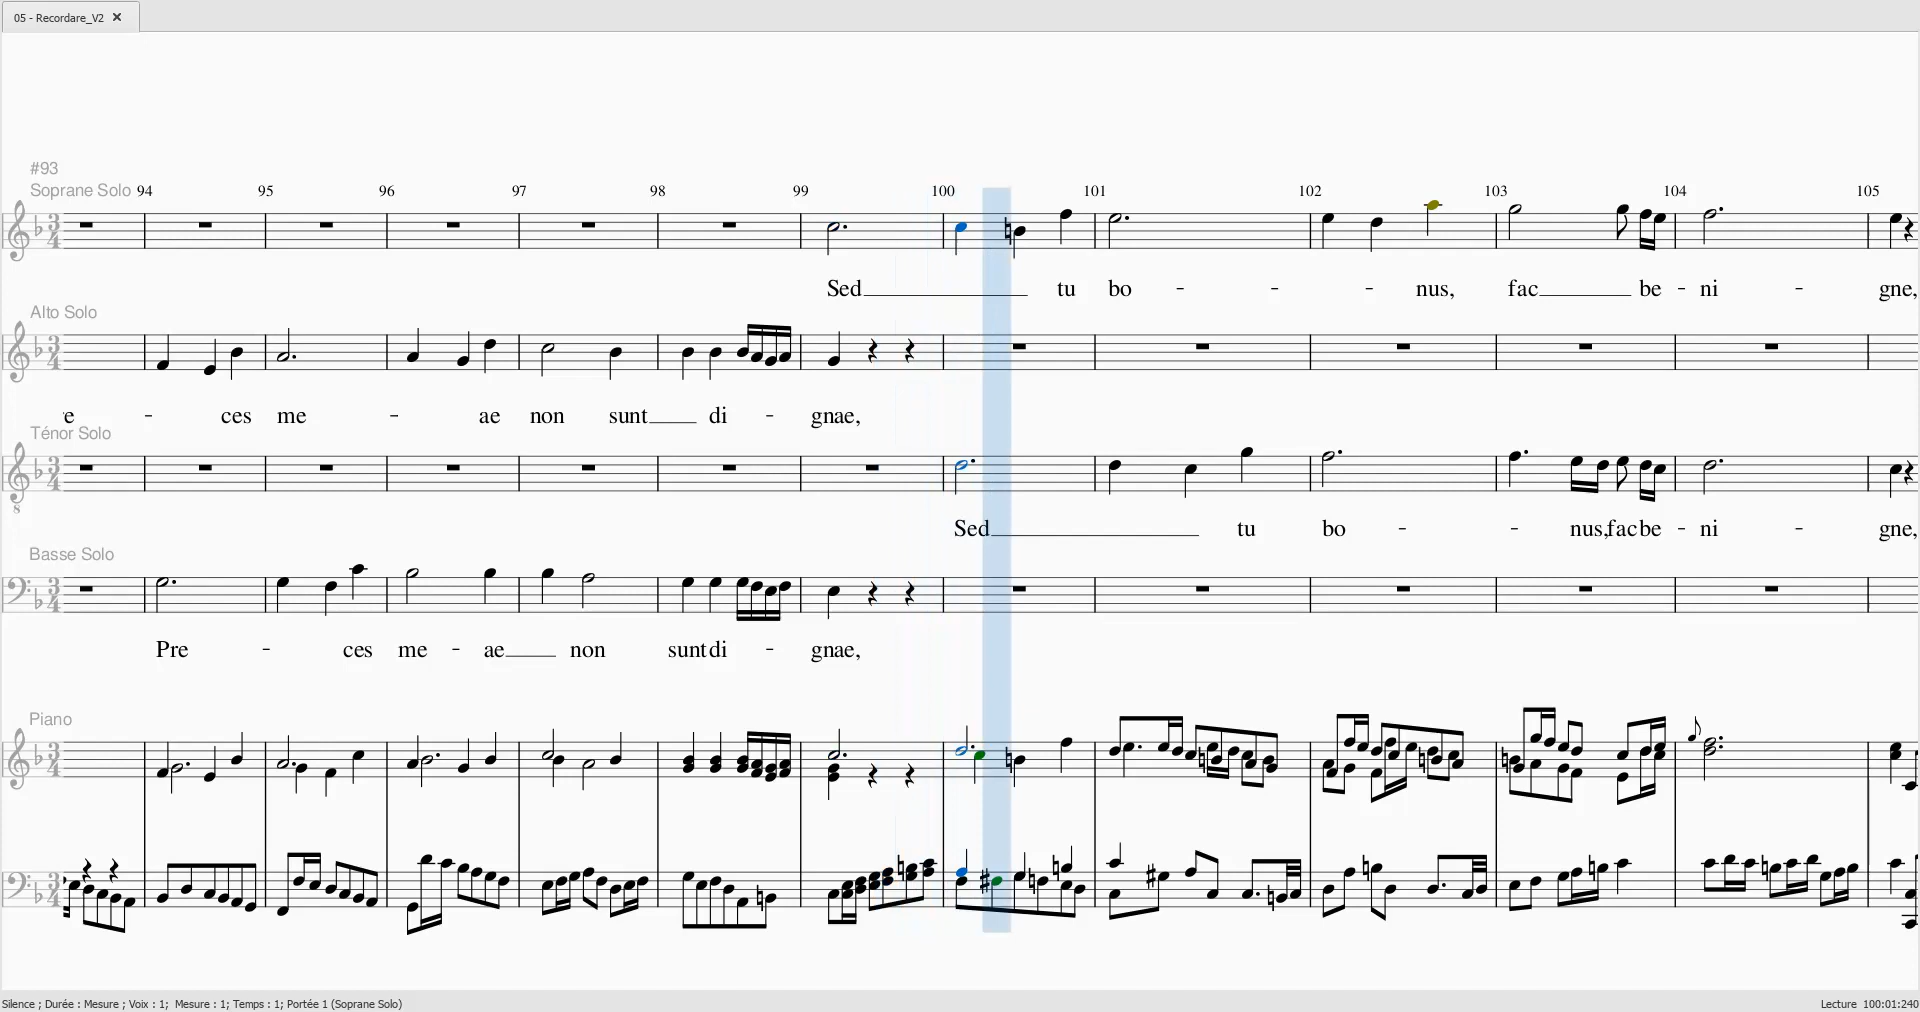 05 - Recordare_V2
#93
Soprane Solo 94 95 96 97 98 99 100 101 102 103 104 105
Sed tu bo - - - nus, fac be - ni - gne,
Alto Solo
e - ces me - ae non sunt di - gnae,
Ténor Solo
Sed tu bo - - nus, fac be - ni - gne,
Basse Solo
Pre - ces me - ae non sunt di - gnae,
Piano
Silence ; Durée : Mesure ; Voix : 1; Mesure : 1; Temps : 1; Portée 1 (Soprane Solo) Lecture 100:01:240